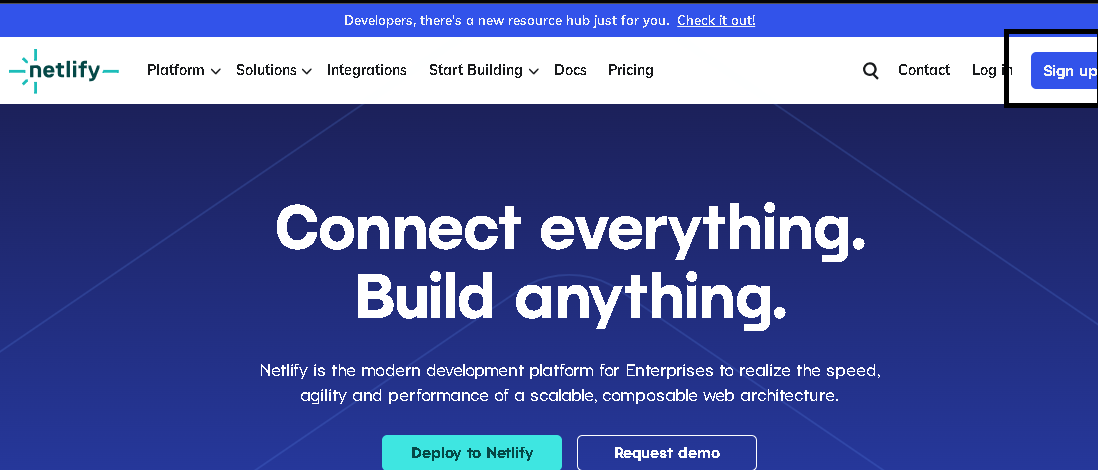 Developers, there's a new resource hub just for you. Check it out!
netlify Platform Solutions Integrations Start Building Docs Pricing Contact Log in Sign up
Connect everything.
Build anything.
Netlify is the modern development platform for Enterprises to realize the speed,
agility and performance of a scalable, composable web architecture.
Deploy to Netlify Request demo